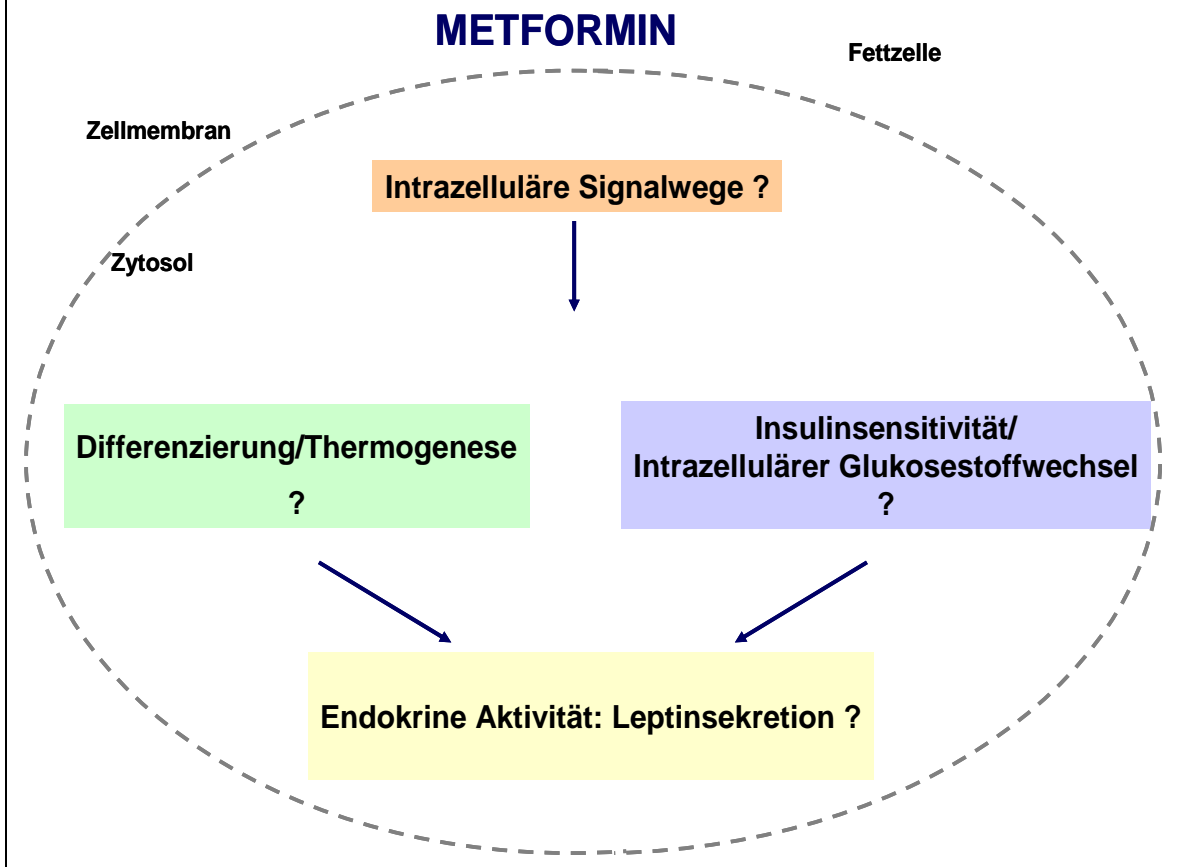 METFORMIN
Fettzelle
Zellmembran
Intrazelluläre Signalwege ?
Zytosol
Differenzierung/Thermogenese
?
Insulinsensitivität/
Intrazellulärer Glukosestoffwechsel
?
Endokrine Aktivität: Leptinsekretion ?